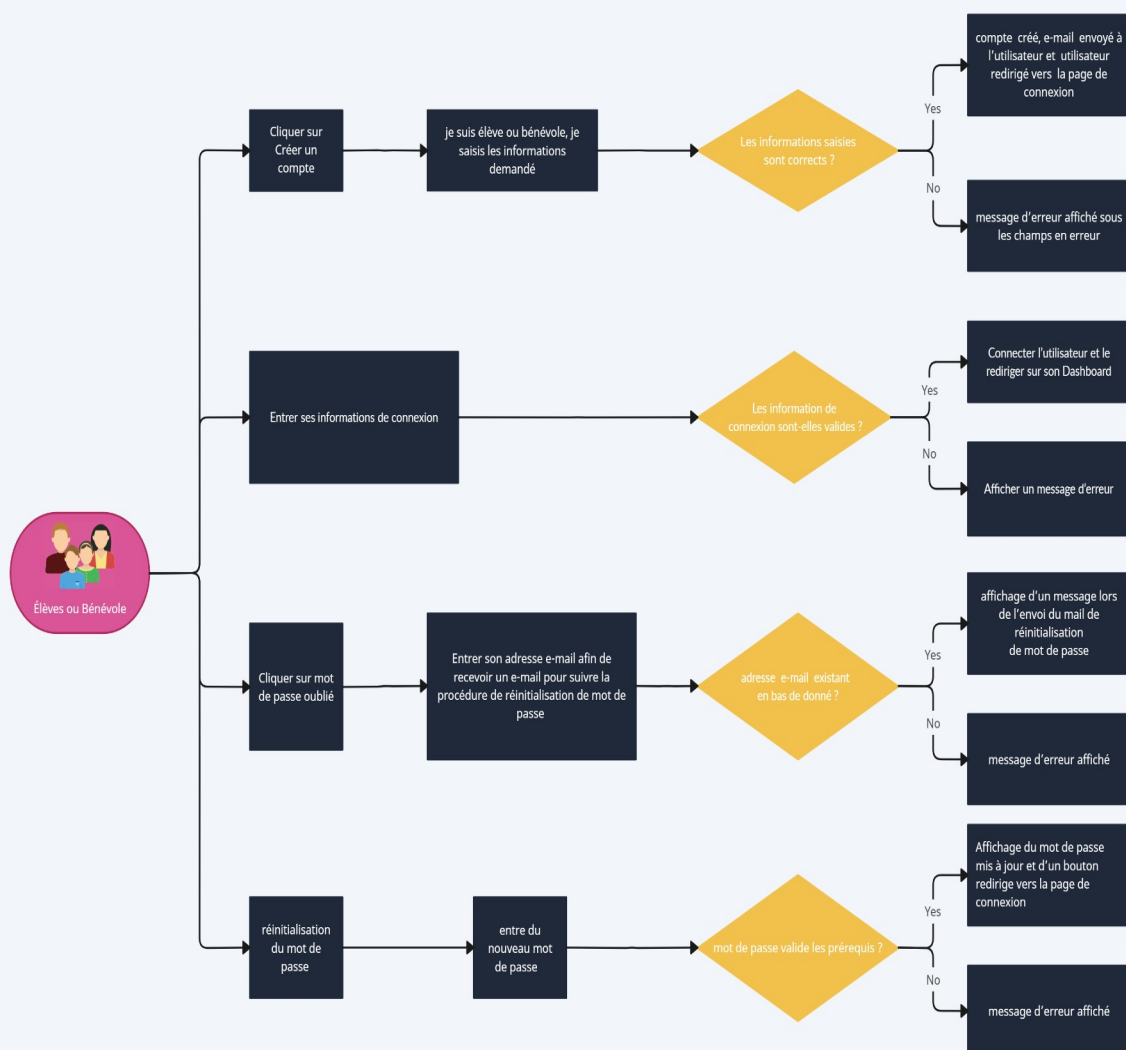 Élèves ou Bénévole
Cliquer sur
Créer un
compte
je suis élève ou bénévole, je
saisis les informations
demandé
Les informations saisies
sont corrects ?
Yes
compte créé, e-mail envoyé à
l'utilisateur et utilisateur
redirigé vers la page de
connexion
No
message d'erreur affiché sous
les champs en erreur
Entrer ses informations de connexion
Les information de
connexion sont-elles valides ?
Yes
Connecter l'utilisateur et le
rediriger sur son Dashboard
No
Afficher un message d'erreur
Cliquer sur mot
de passe oublié
Entrer son adresse e-mail afin de
recevoir un e-mail pour suivre la
procédure de réinitialisation de mot de
passe
adresse e-mail existant
en bas de donné ?
Yes
affichage d'un message lors
de l'envoi du mail de
réinitialisation
de mot de passe
No
message d'erreur affiché
réinitialisation
du mot de
passe
entre du
nouveau mot
de passe
mot de passe valide les prérequis ?
Yes
Affichage du mot de passe
mis à jour et d'un bouton
redirige vers la page de
connexion
No
message d'erreur affiché